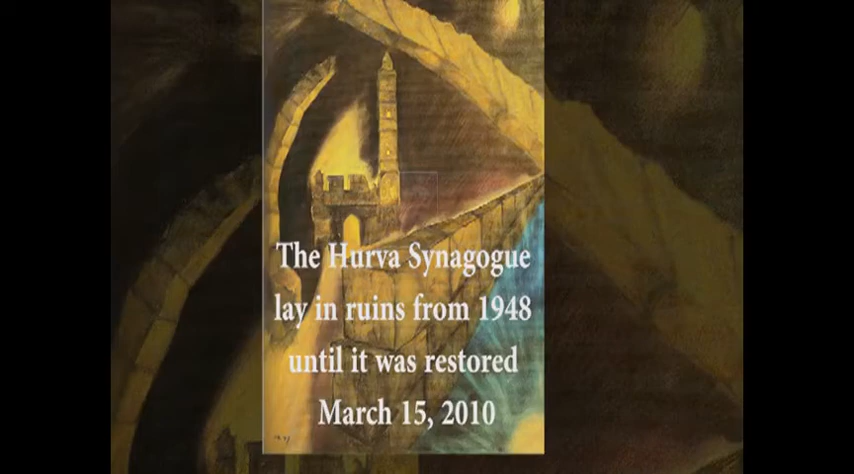 The Hurva Synagogue
lay in ruins from 1948
until it was restored
March 15, 2010